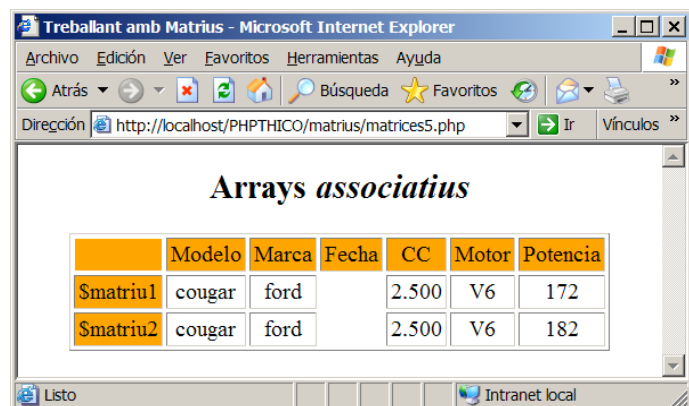 Treballant amb Matrius - Microsoft Internet Explorer
Archivo Edición Ver Favoritos Herramientas Ayuda
Atrás Búsqueda Favoritos »
Dirección http://localhost/PHPTHICO/matrius/matrices5.php Ir Vínculos »
Arrays associatius
Modelo Marca Fecha CC Motor Potencia
$matriu1 cougar ford 2.500 V6 172
$matriu2 cougar ford 2.500 V6 182
Listo Intranet local